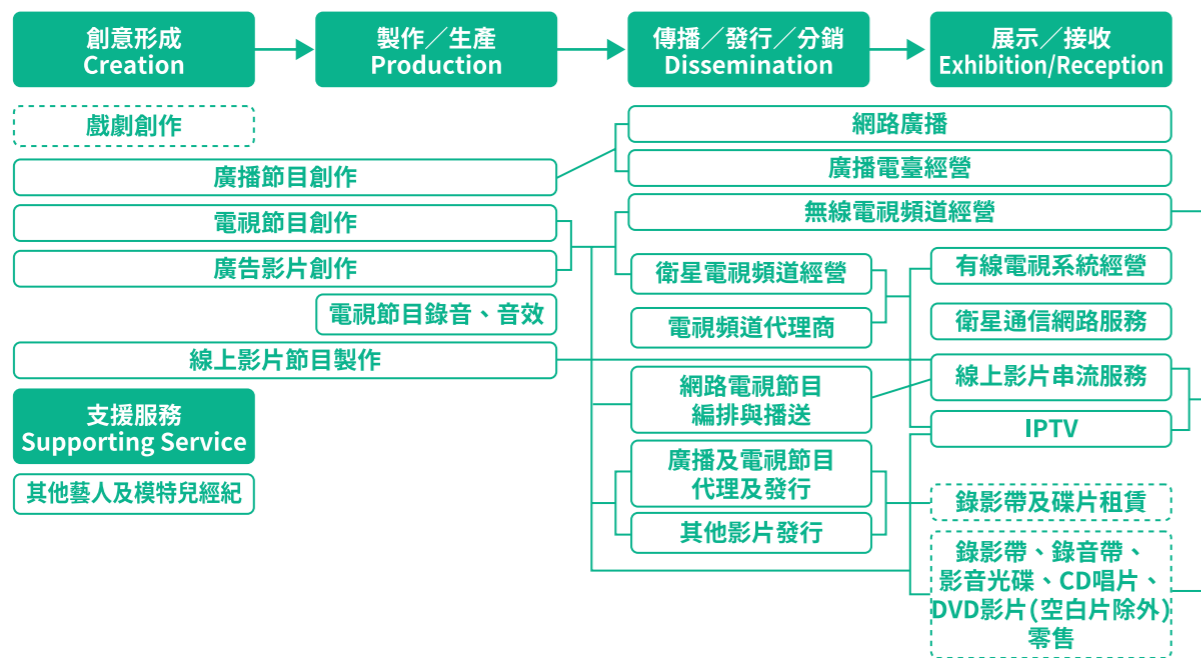 創意形成
Creation
製作／生產
Production
傳播／發行／分銷
Dissemination
展示／接收
Exhibition/Reception
戲劇創作
廣播節目創作
電視節目創作
廣告影片創作
電視節目錄音、音效
線上影片節目製作
支援服務
Supporting Service
其他藝人及模特兒經紀
網路廣播
廣播電臺經營
無線電視頻道經營
衛星電視頻道經營
電視頻道代理商
網路電視節目
編排與播送
廣播及電視節目
代理及發行
其他影片發行
有線電視系統經營
衛星通信網路服務
線上影片串流服務
IPTV
錄影帶及碟片租賃
錄影帶、錄音帶、
影音光碟、CD唱片、
DVD影片(空白片除外)
零售